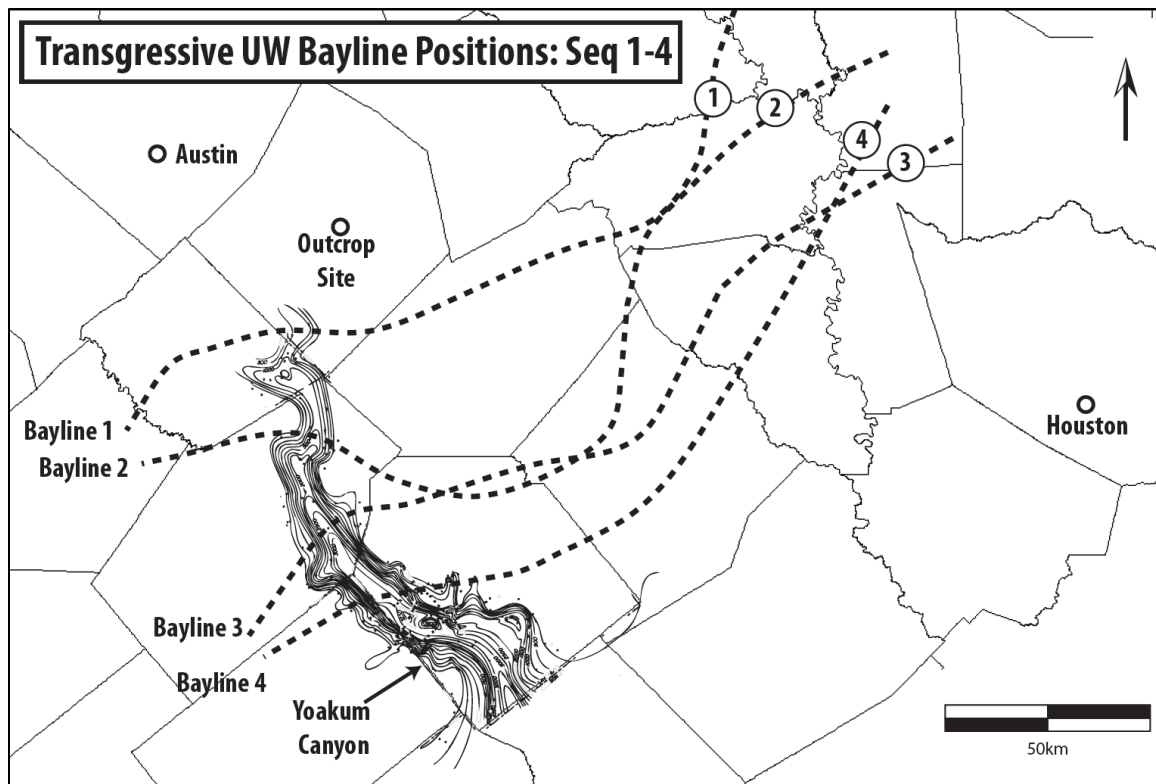 Transgressive UW Bayline Positions: Seq 1-4
1
2
4
3
Austin
Outcrop
Site
Houston
Bayline 1
Bayline 2
Bayline 3
Bayline 4
Yoakum
Canyon
50km